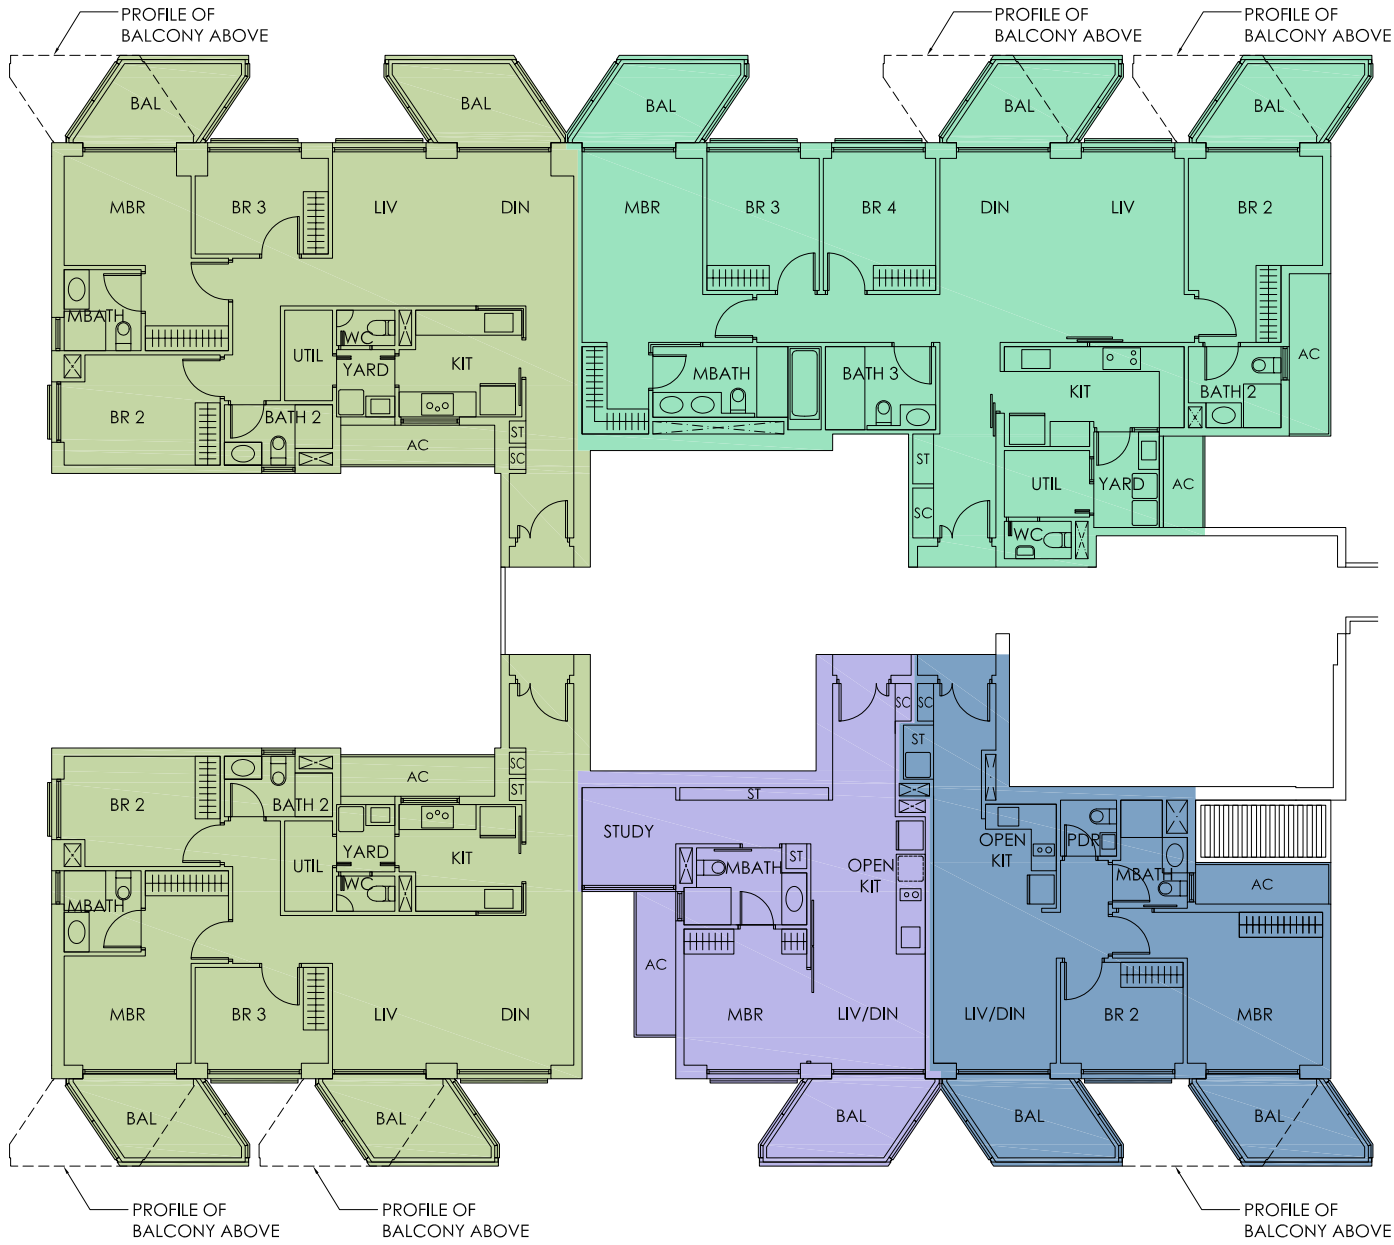 PROFILE OF
BALCONY ABOVE
PROFILE OF
BALCONY ABOVE
PROFILE OF
BALCONY ABOVE
BAL
BAL
BAL
BAL
BAL
MBR
BR 3
LIV
DIN
MBR
BR 3
BR 4
DIN
LIV
BR 2
MBATH
WC
UTIL
YARD
KIT
MBATH
BATH 3
KIT
BATH 2
AC
BR 2
BATH 2
AC
ST
SC
ST
SC
UTIL
YARD
AC
WC
BR 2
BATH 2
AC
SC
ST
UTIL
YARD
KIT
WC
MBATH
MBR
BR 3
LIV
DIN
STUDY
ST
SC
SC
ST
MBATH
ST
OPEN
KIT
OPEN
KIT
PDR
MBATH
AC
AC
MBR
LIV/DIN
LIV/DIN
BR 2
MBR
BAL
BAL
BAL
BAL
BAL
PROFILE OF
BALCONY ABOVE
PROFILE OF
BALCONY ABOVE
PROFILE OF
BALCONY ABOVE